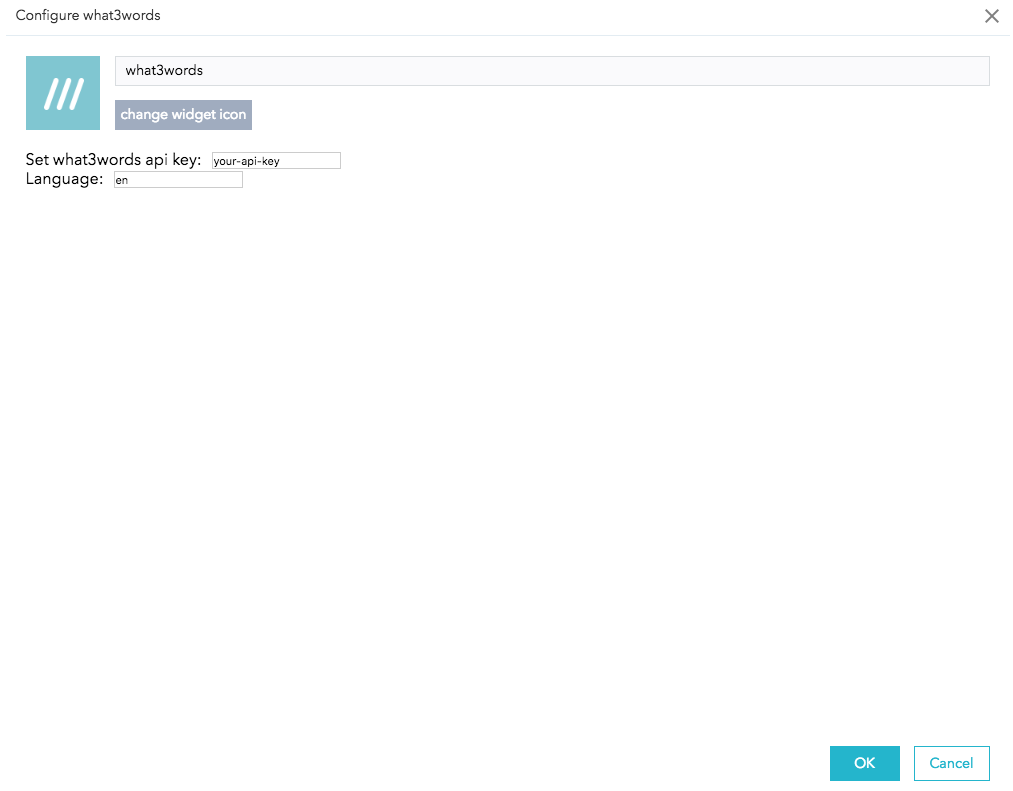 Configure what3words
what3words
change widget icon
Set what3words api key: your-api-key
Language: en
OK Cancel